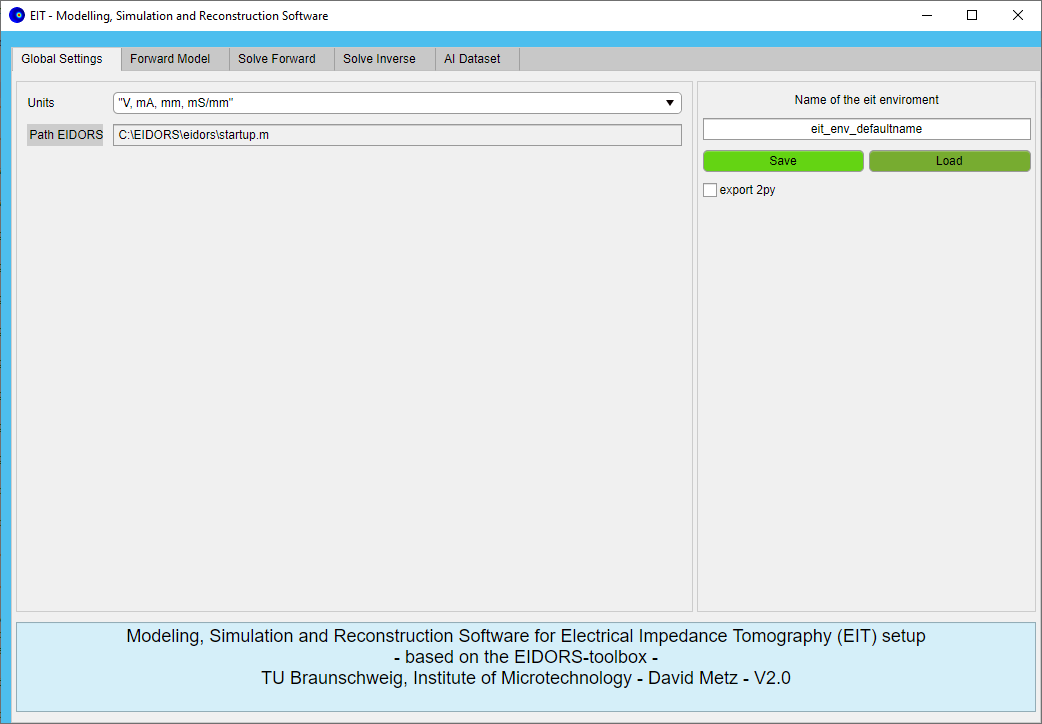 EIT - Modelling, Simulation and Reconstruction Software
Global Settings
Forward Model
Solve Forward
Solve Inverse
AI Dataset
Units
"V, mA, mm, mS/mm"
Path EIDORS
C:\EIDORS\eidors\startup.m
Name of the eit enviroment
eit_env_defaultname
Save
Load
export 2py
Modeling, Simulation and Reconstruction Software for Electrical Impedance Tomography (EIT) setup
- based on the EIDORS-toolbox -
TU Braunschweig, Institute of Microtechnology - David Metz - V2.0